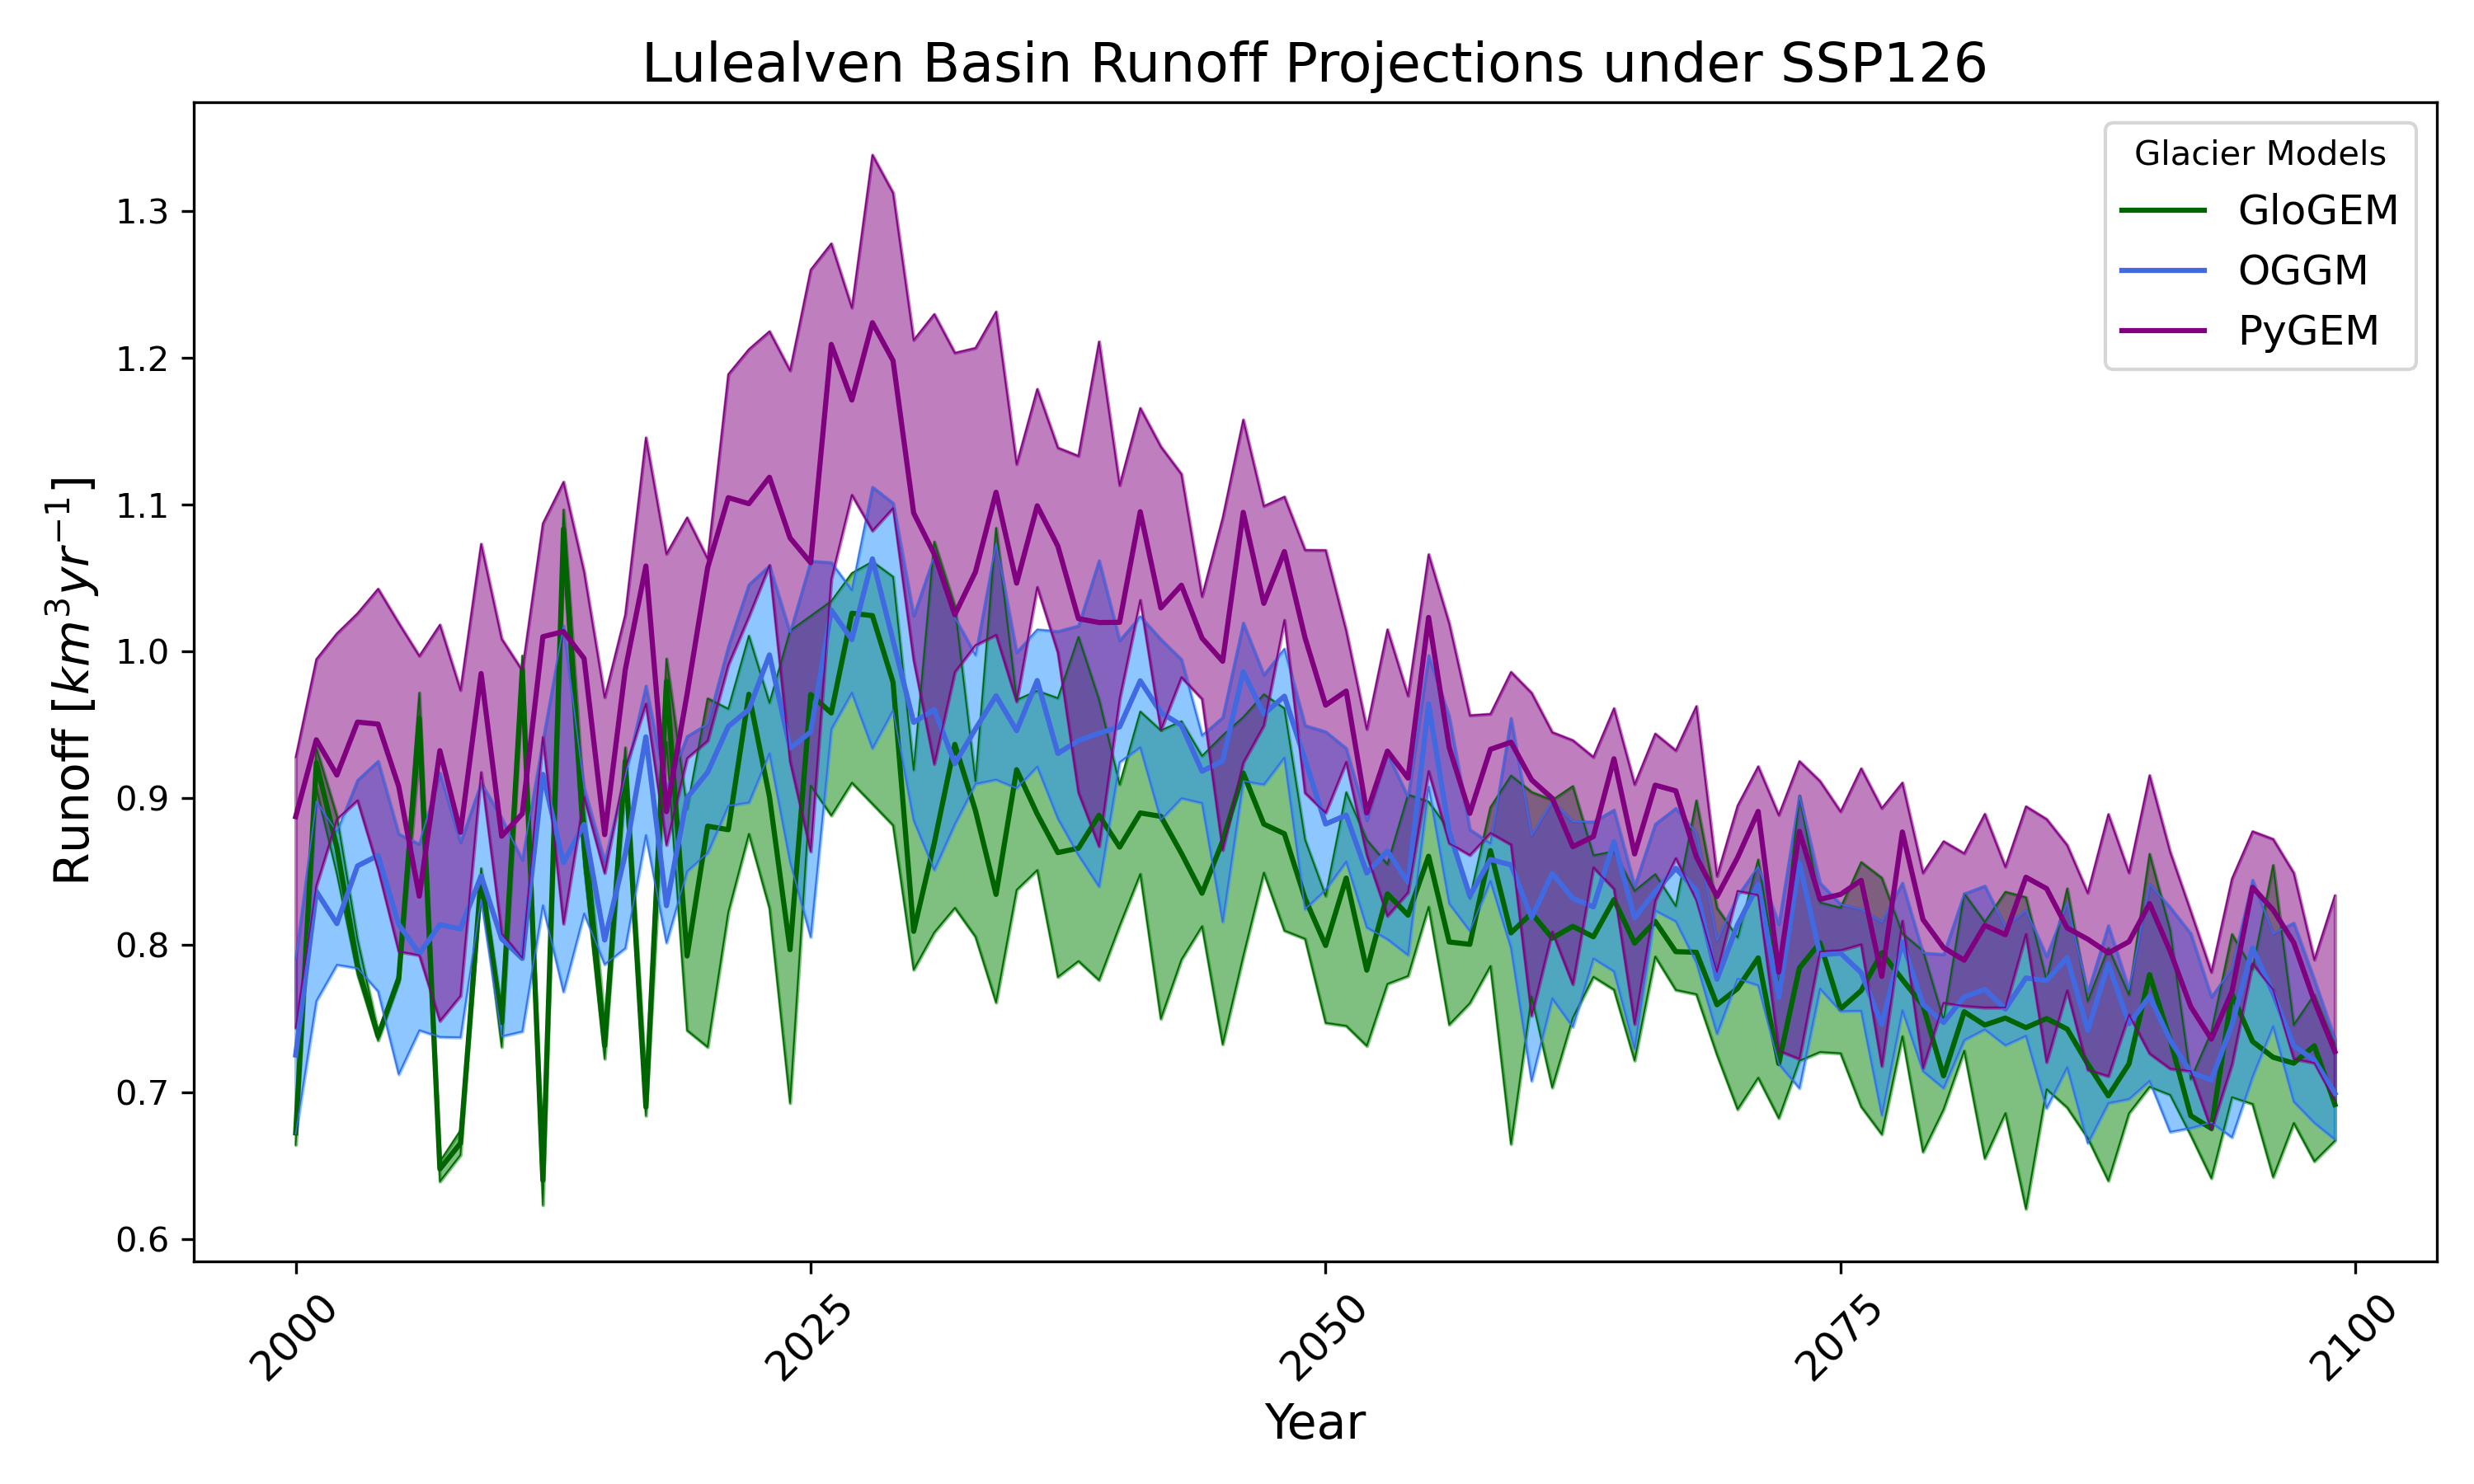 Lulealven Basin Runoff Projections under SSP126
Glacier Models
GloGEM
OGGM
PyGEM
Runoff [km³yr⁻¹]
1.3
1.2
1.1
1.0
0.9
0.8
0.7
0.6
2000
2025
2050
2075
2100
Year